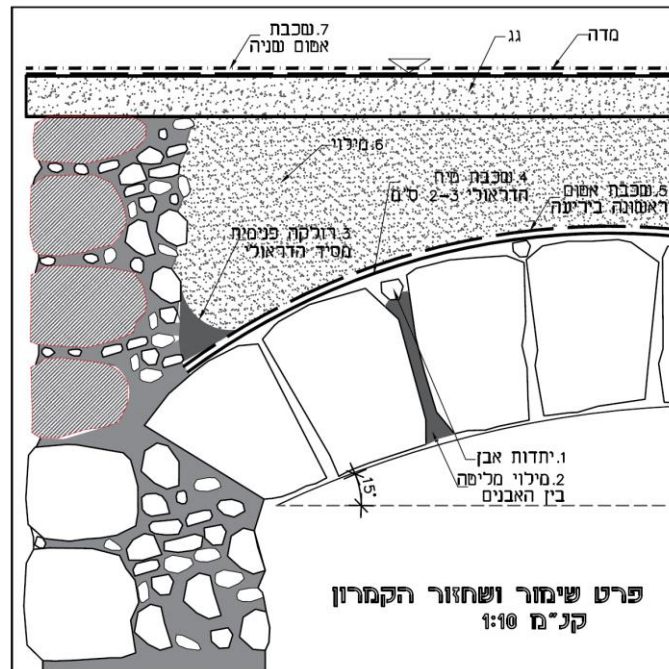 7.שכבת
אטום שניה
גג
מדה
6.מילוי
4.שכבת טיח
הדראולי 2-3 ס"מ
5.שכבת אטום
ראשונה ביריעה
3.רולקה פנימית
מסיד הדראולי
1.יתדות אבן
2.מילוי מליטה
בין האבנים
15°
פרט שימור ושחזור הקמרון
קנ"מ 1:10